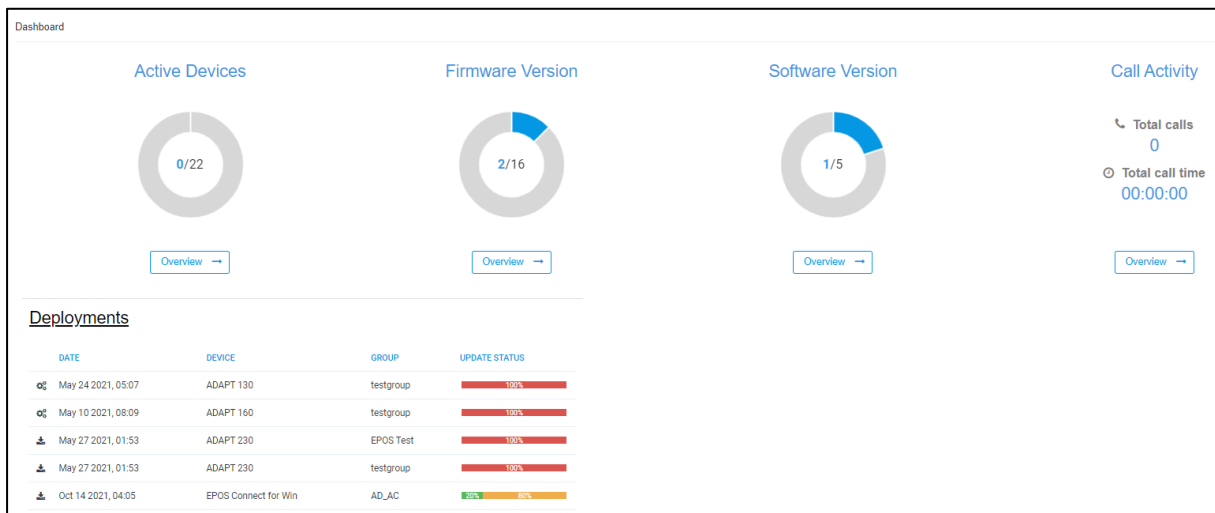 Dashboard
Active Devices
Firmware Version
Software Version
Call Activity
0/22
2/16
1/5
Total calls
0
Total call time
00:00:00
Overview →
Overview →
Overview →
Overview →
Deployments
DATE DEVICE GROUP UPDATE STATUS
May 24 2021, 05:07 ADAPT 130 testgroup 100%
May 10 2021, 08:09 ADAPT 160 testgroup 100%
May 27 2021, 01:53 ADAPT 230 EPOS Test 100%
May 27 2021, 01:53 ADAPT 230 testgroup 100%
Oct 14 2021, 04:05 EPOS Connect for Win AD_AC 20% 80%